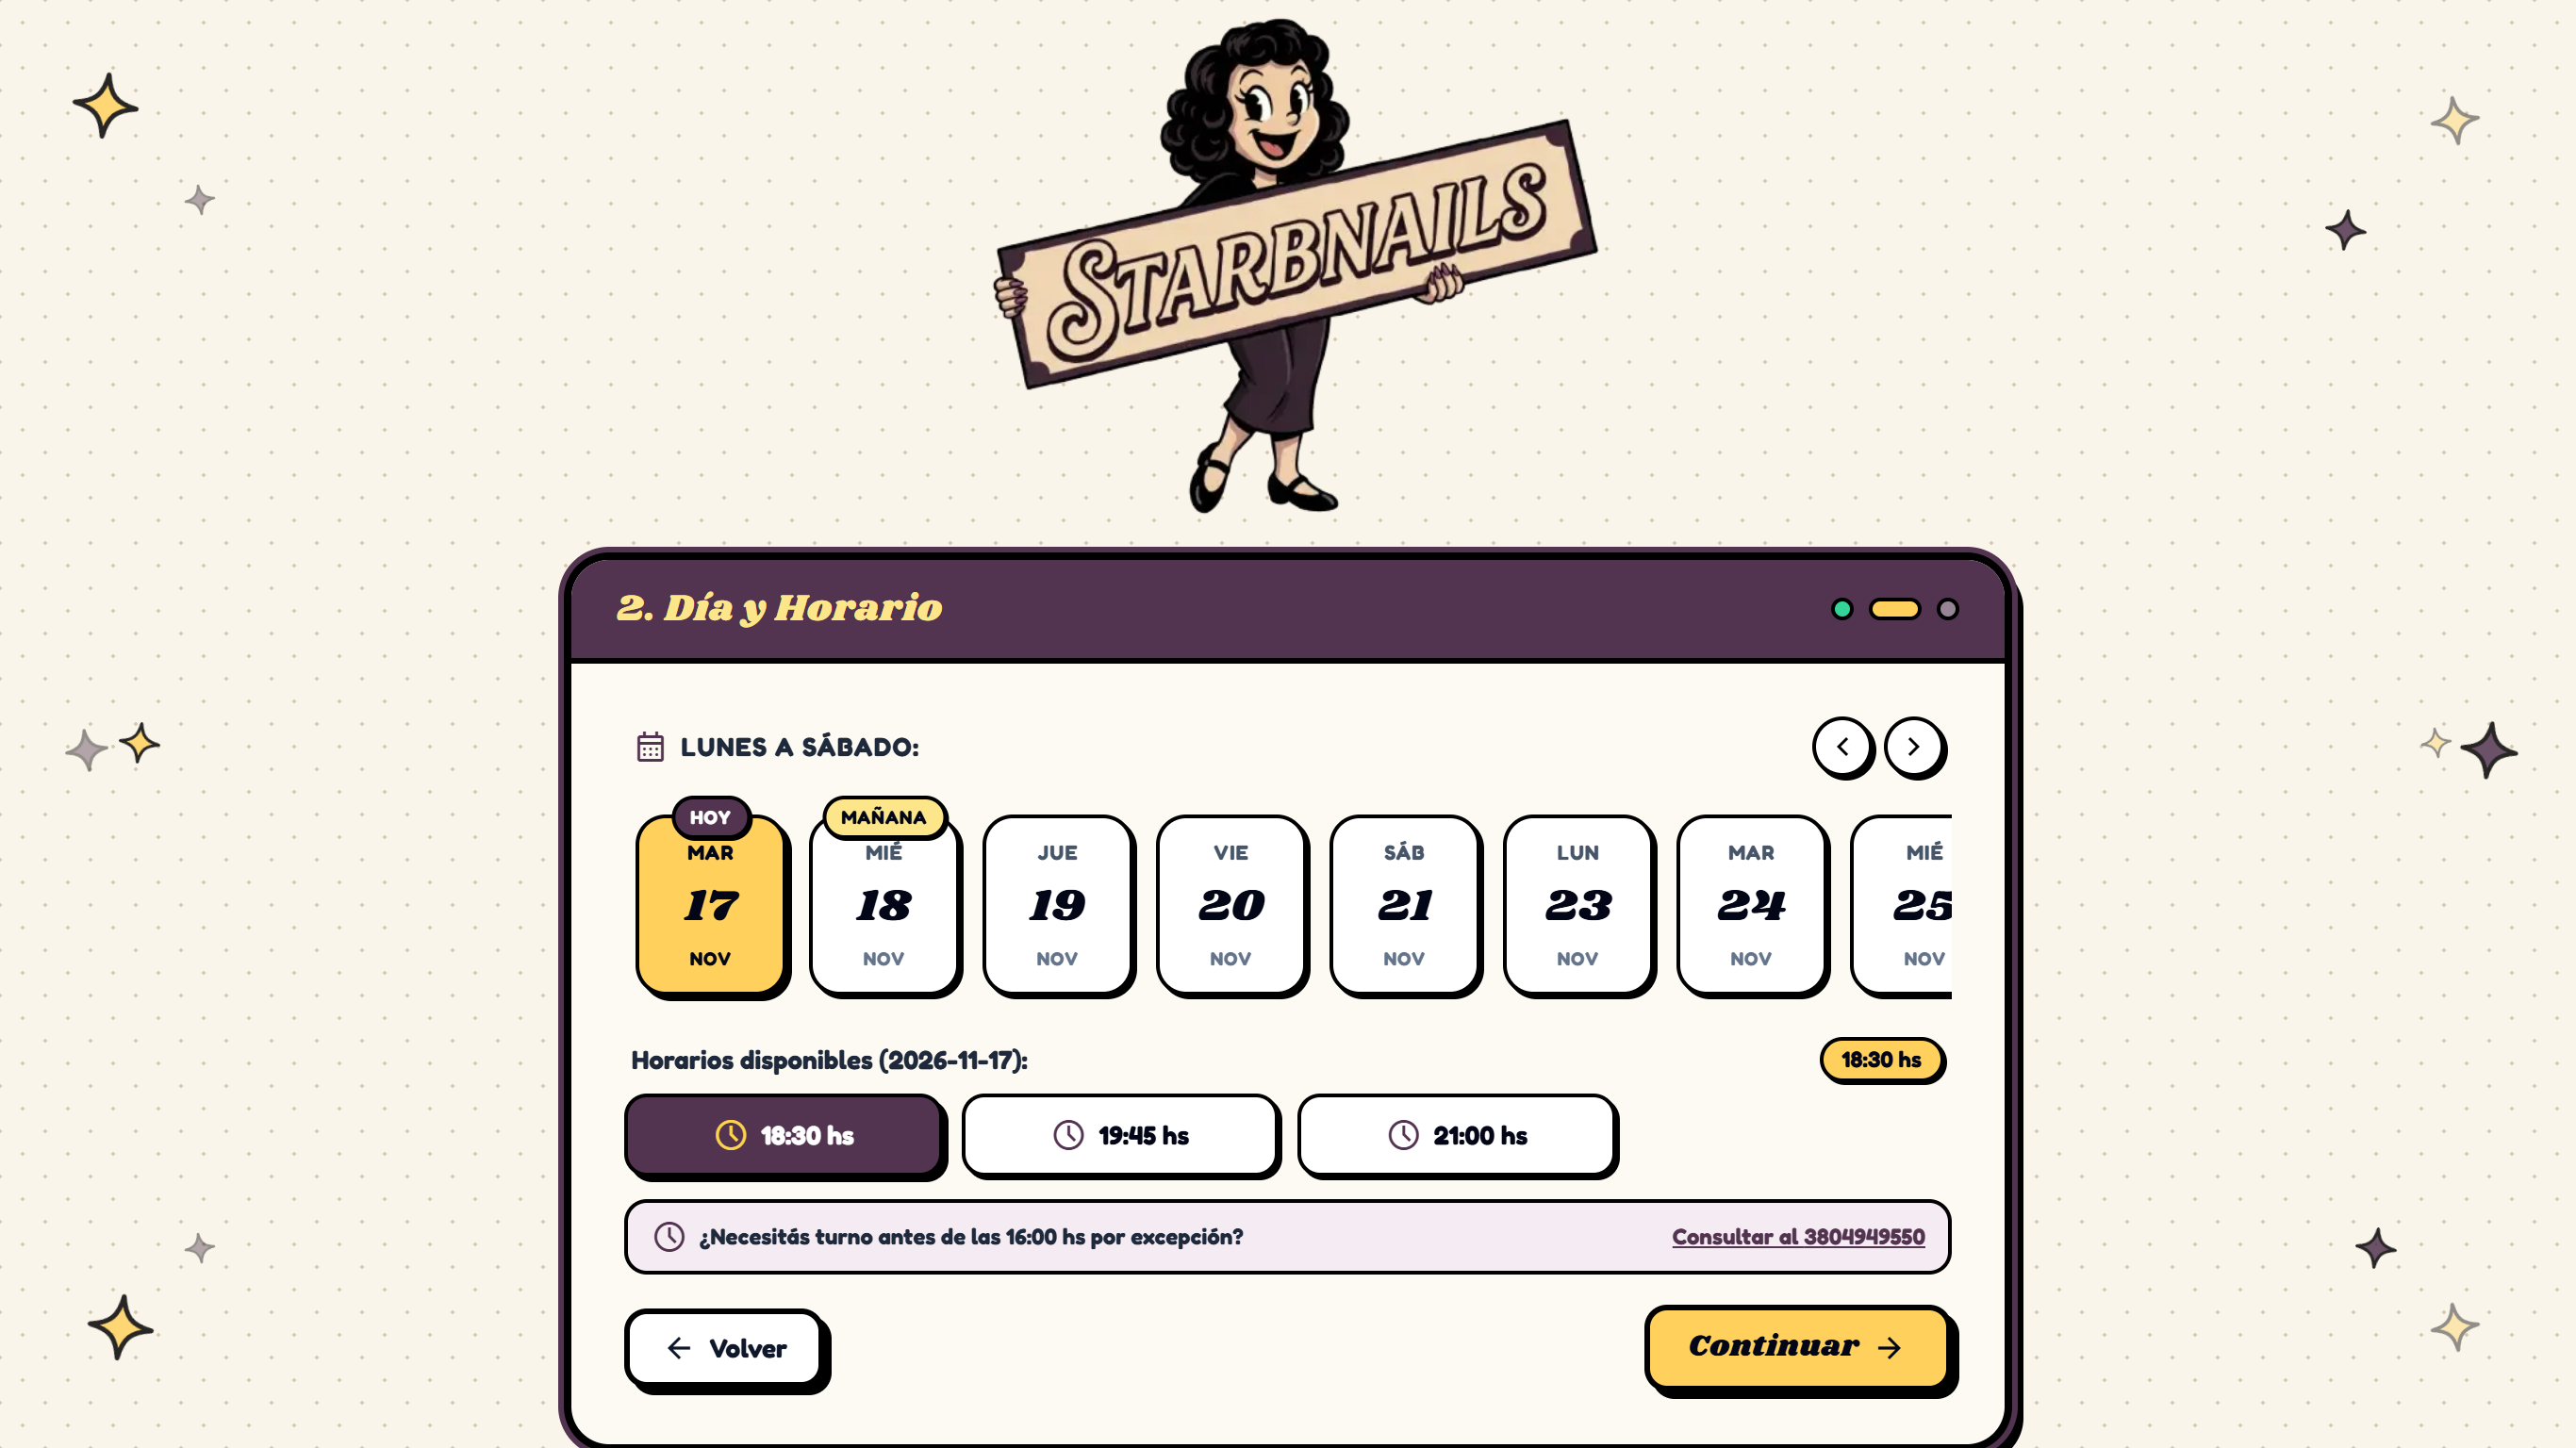 STARBNAILS
2. Día y Horario
LUNES A SÁBADO:
HOY
MAÑANA
MAR
17
NOV
MIÉ
18
NOV
JUE
19
NOV
VIE
20
NOV
SÁB
21
NOV
LUN
23
NOV
MAR
24
NOV
MIÉ
25
NOV
Horarios disponibles (2026-11-17):
18:30 hs
18:30 hs
19:45 hs
21:00 hs
¿Necesitás turno antes de las 16:00 hs por excepción?
Consultar al 3804949550
Volver
Continuar